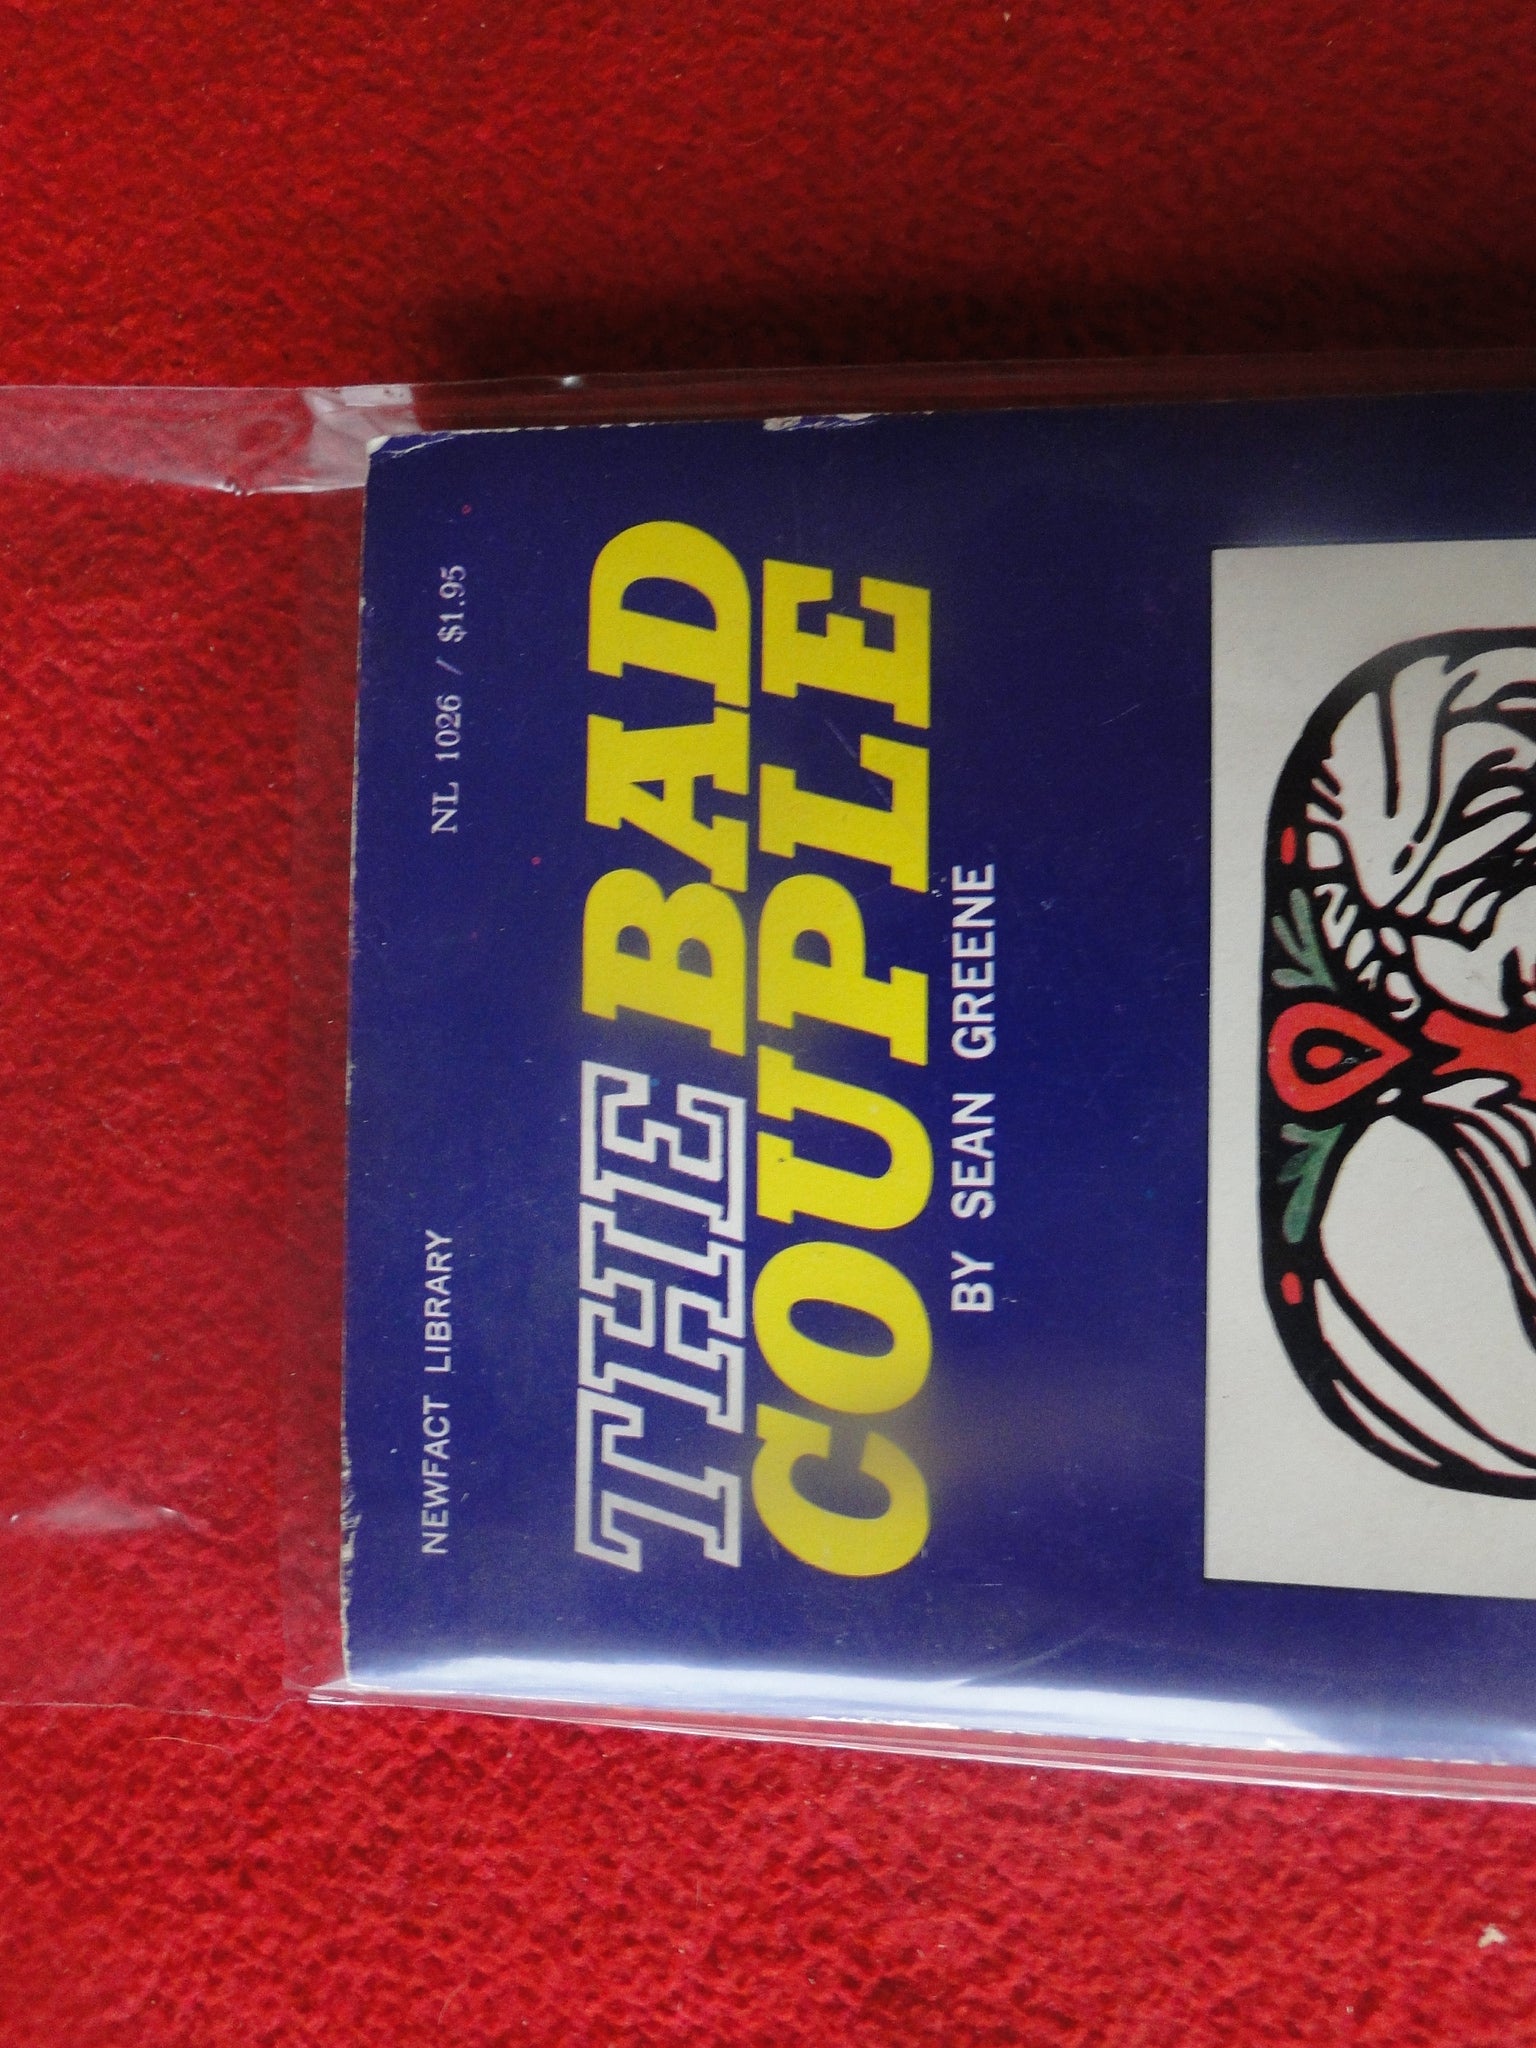 NEWFACT LIBRARY NL 1026 / $1.95
THE BAD
COUPLE
BY SEAN GREENE